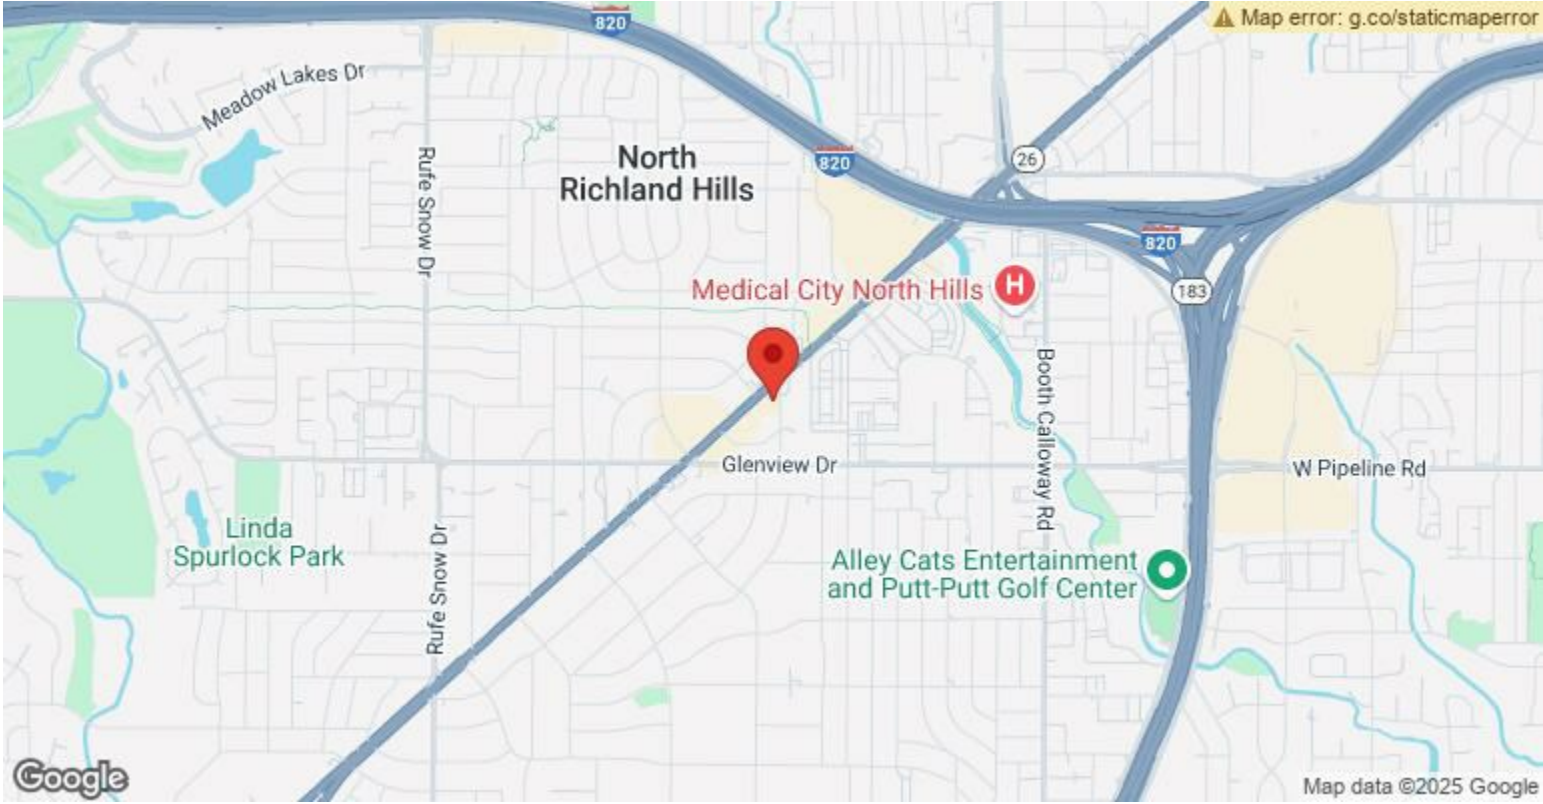 820
Map error: g.co/staticmaperror
Meadow Lakes Dr
Rufe Snow Dr
North
Richland Hills
820
26
820
183
Medical City North Hills
H
Booth Calloway Rd
Glenview Dr
W Pipeline Rd
Linda
Spurlock Park
Rufe Snow Dr
Alley Cats Entertainment
and Putt-Putt Golf Center
Google
Map data ©2025 Google